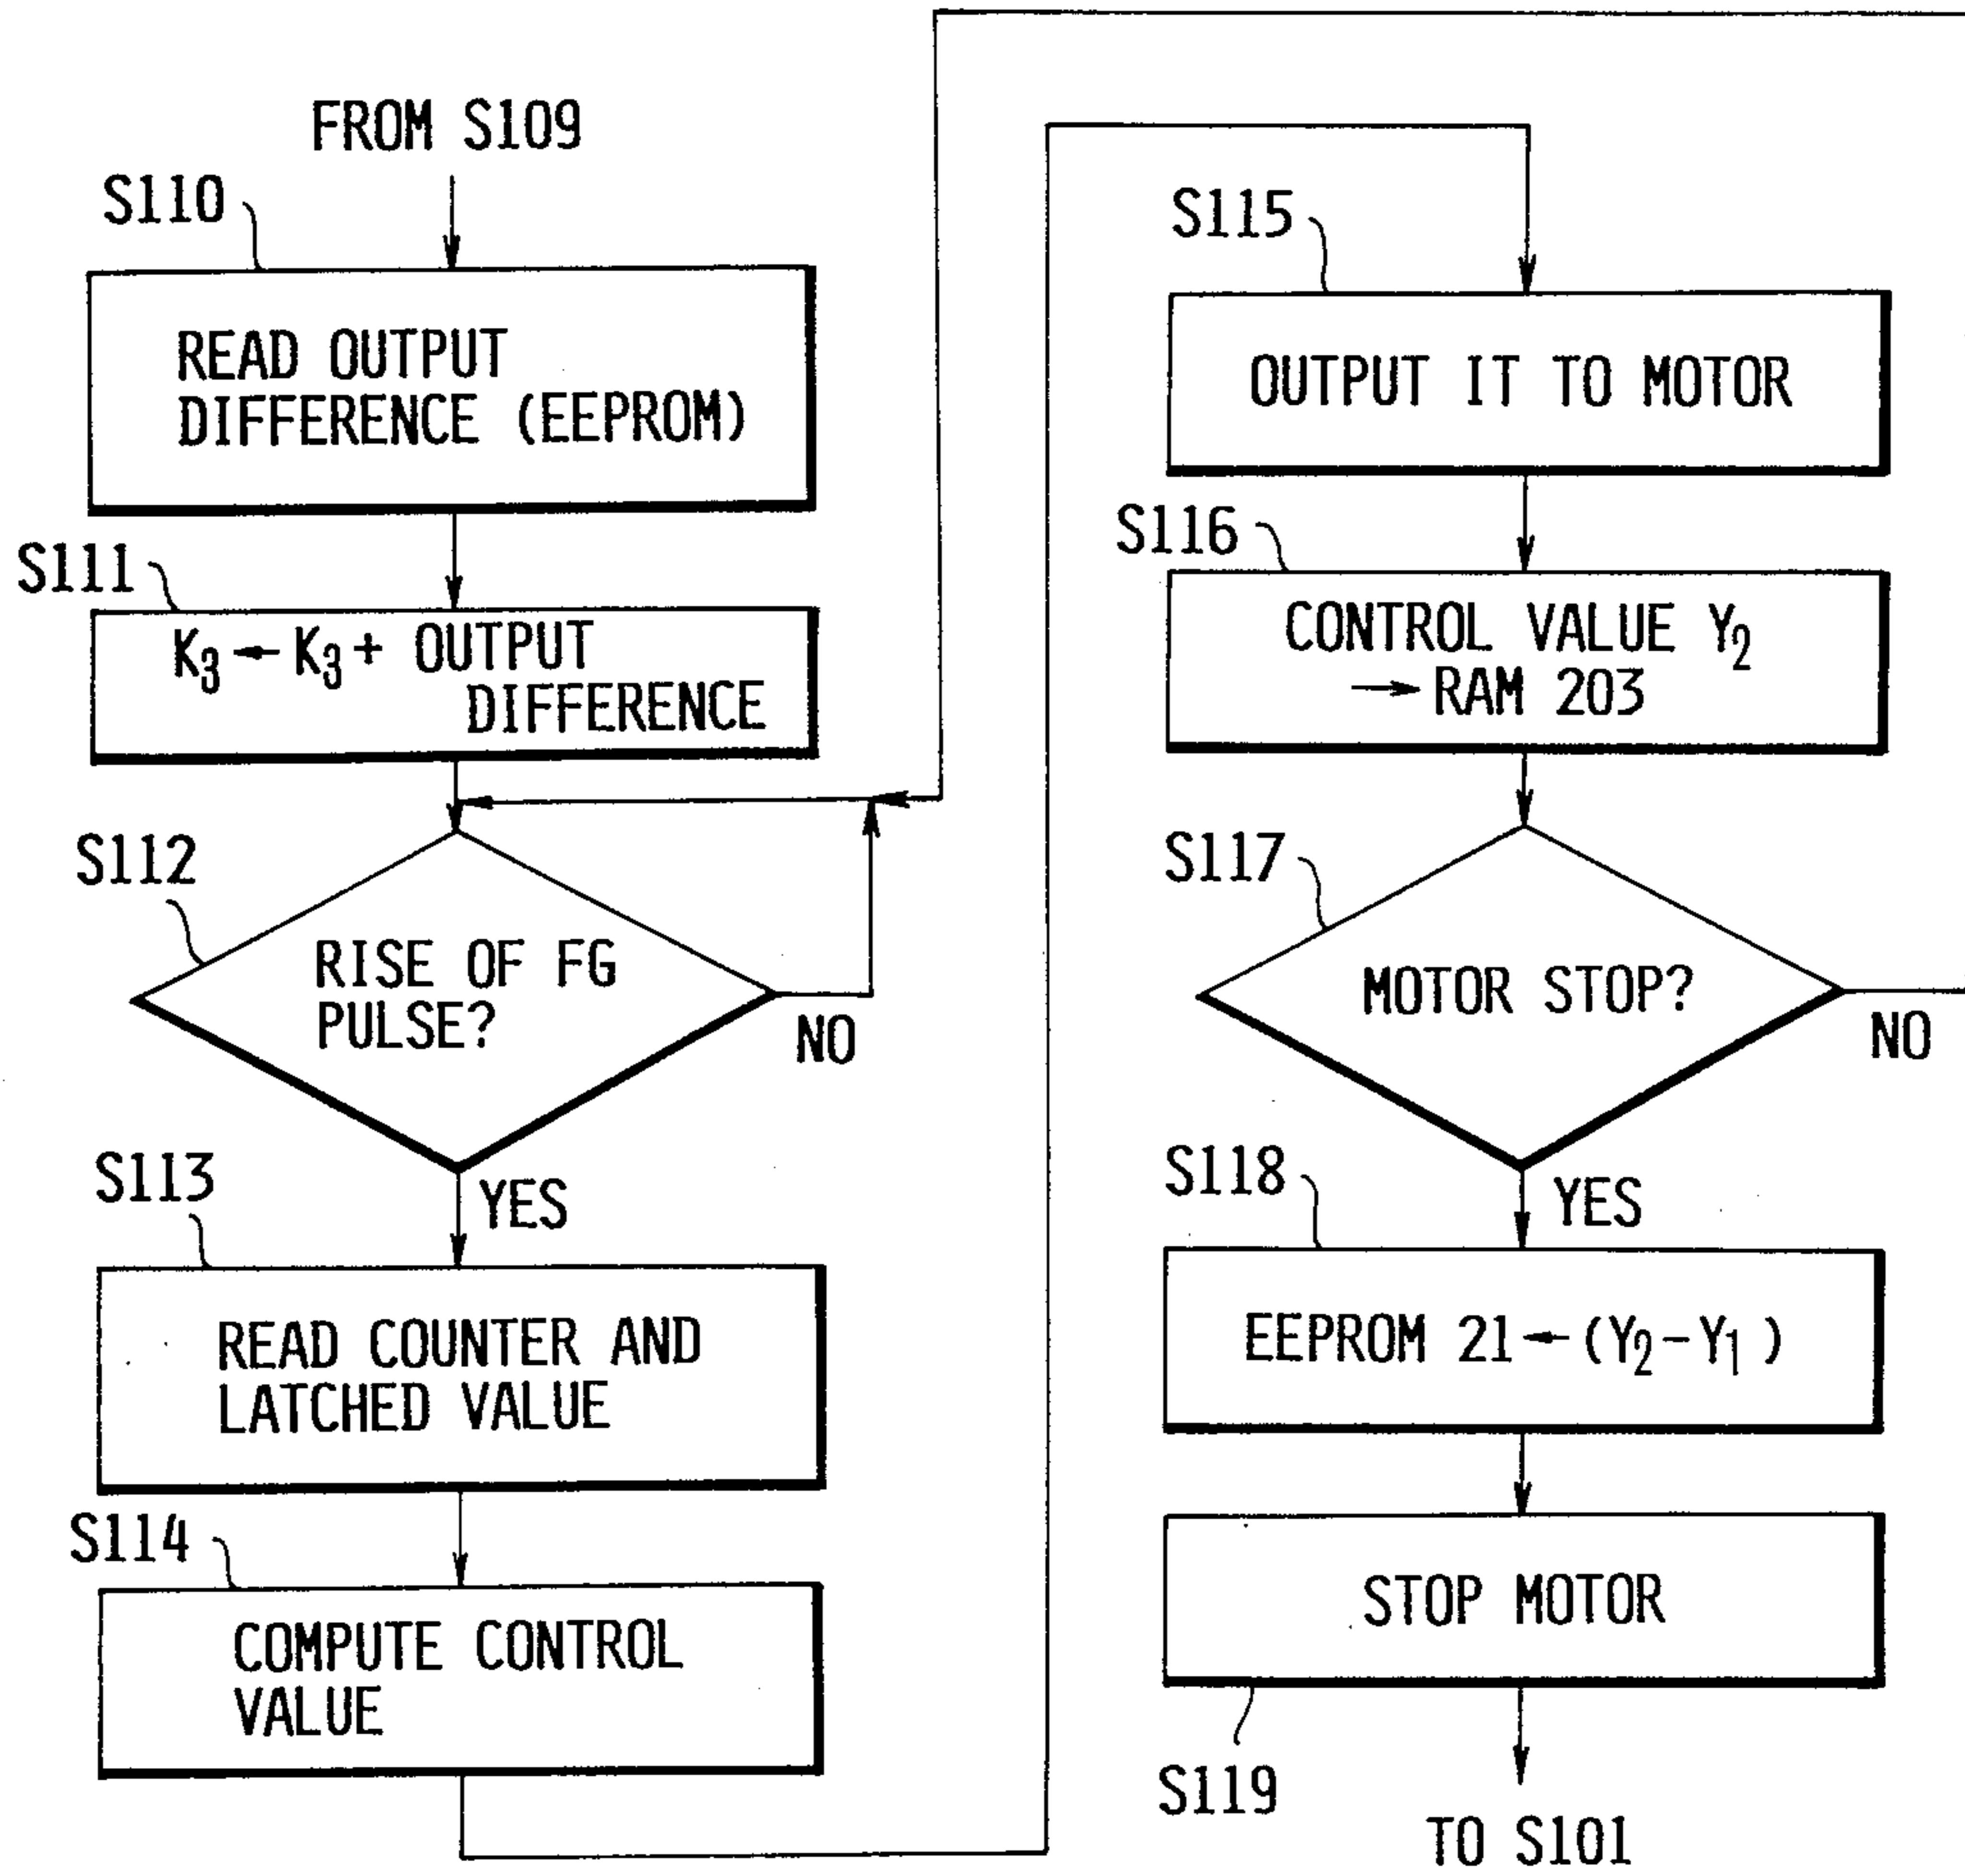 FROM S109
S110
READ OUTPUT
DIFFERENCE (EEPROM)
S111
K₃ ← K₃ + OUTPUT
DIFFERENCE
S112
RISE OF FG
PULSE?
NO
YES
S113
READ COUNTER AND
LATCHED VALUE
S114
COMPUTE CONTROL
VALUE
S115
OUTPUT IT TO MOTOR
S116
CONTROL VALUE Y₂
→ RAM 203
S117
MOTOR STOP?
NO
YES
S118
EEPROM 21 ← (Y₂ − Y₁)
STOP MOTOR
S119
TO S101